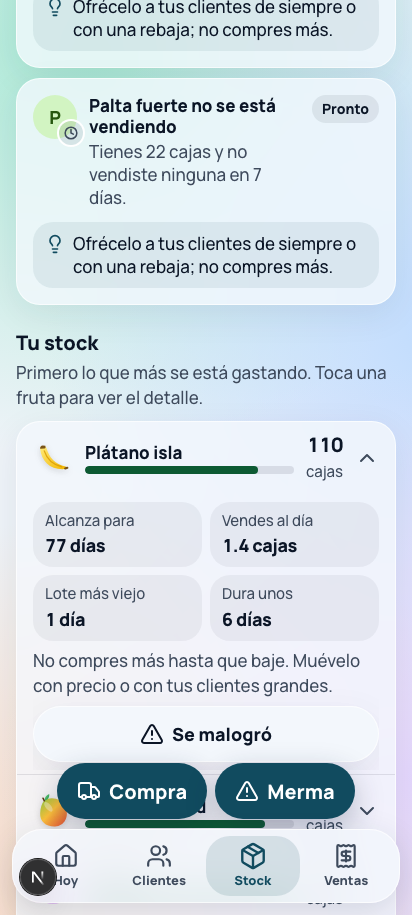 Ofrécelo a tus clientes de siempre o
con una rebaja; no compres más.
P
Palta fuerte no se está
vendiendo
Pronto
Tienes 22 cajas y no
vendiste ninguna en 7
días.
Ofrécelo a tus clientes de siempre o
con una rebaja; no compres más.
Tu stock
Primero lo que más se está gastando. Toca una
fruta para ver el detalle.
Plátano isla
110
cajas
Alcanza para
77 días
Vendes al día
1.4 cajas
Lote más viejo
1 día
Dura unos
6 días
No compres más hasta que baje. Muévelo
con precio o con tus clientes grandes.
Se malogró
Compra
Merma
cajas
N
Hoy
Clientes
Stock
Ventas